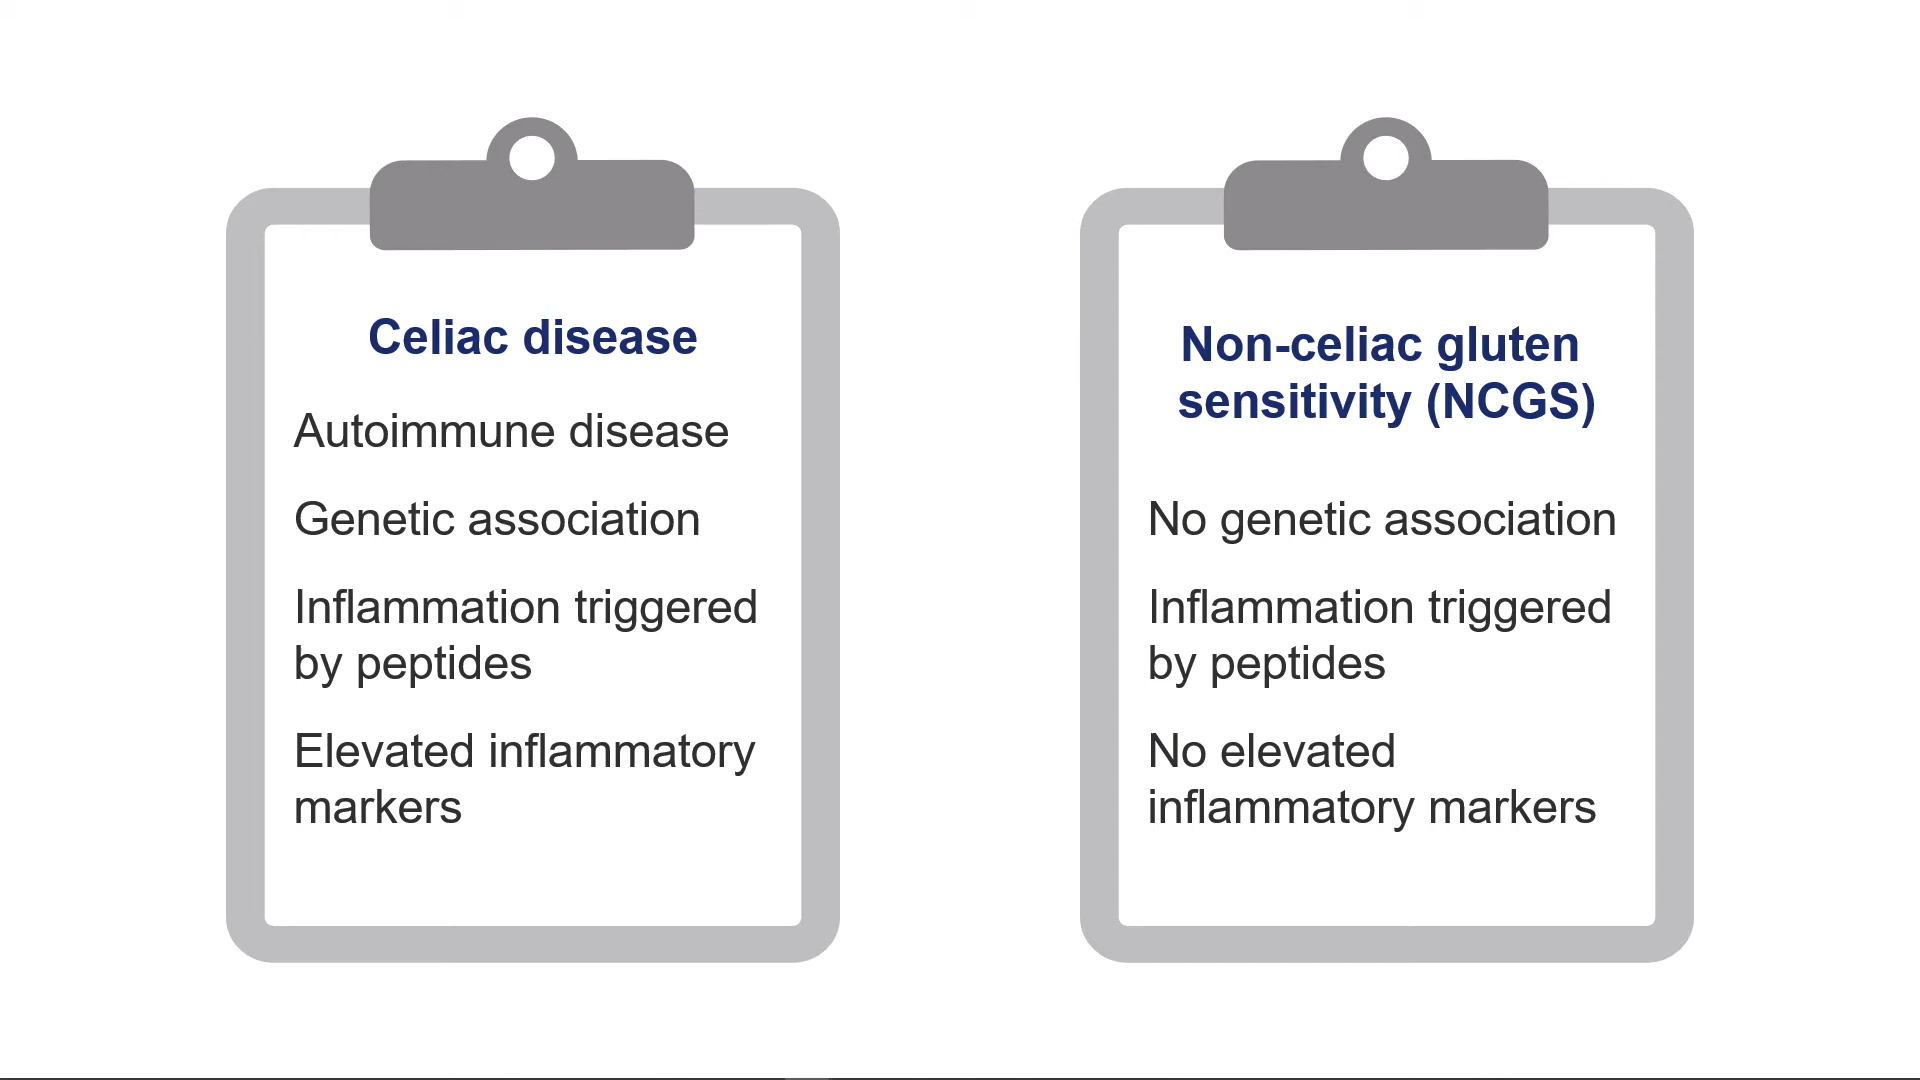 Celiac disease
Autoimmune disease
Genetic association
Inflammation triggered
by peptides
Elevated inflammatory
markers
Non-celiac gluten
sensitivity (NCGS)
No genetic association
Inflammation triggered
by peptides
No elevated
inflammatory markers